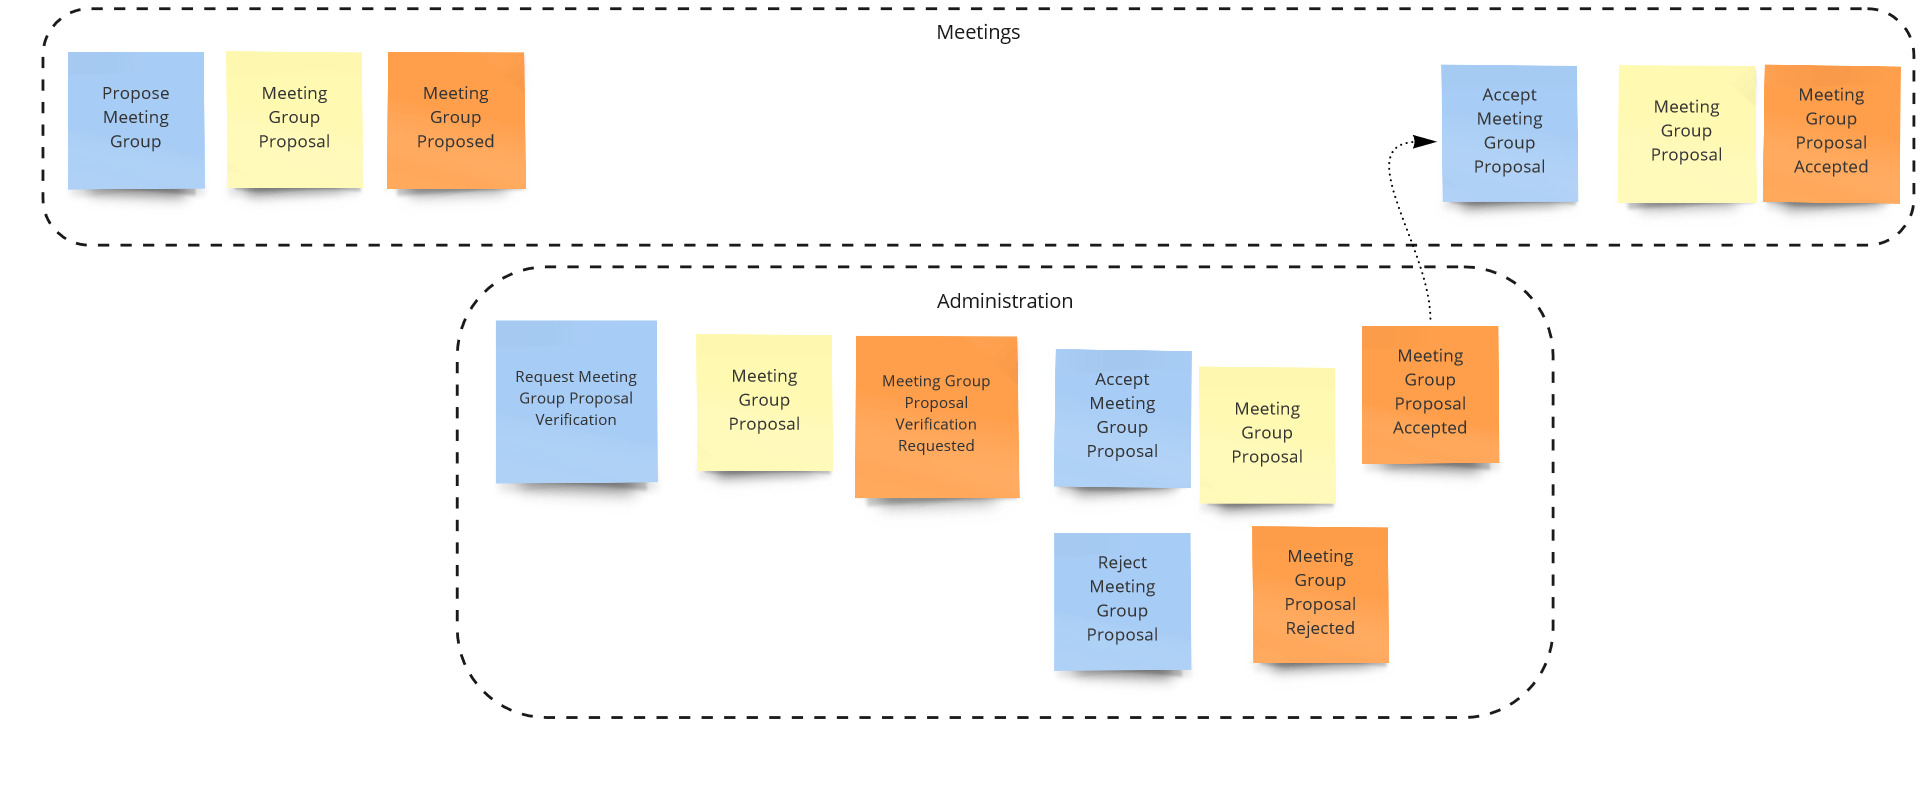 Meetings
Propose
Meeting
Group
Meeting
Group
Proposal
Meeting
Group
Proposed
Accept
Meeting
Group
Proposal
Meeting
Group
Proposal
Meeting
Group
Proposal
Accepted
Administration
Request Meeting
Group Proposal
Verification
Meeting
Group
Proposal
Meeting Group
Proposal
Verification
Requested
Accept
Meeting
Group
Proposal
Meeting
Group
Proposal
Meeting
Group
Proposal
Accepted
Reject
Meeting
Group
Proposal
Meeting
Group
Proposal
Rejected